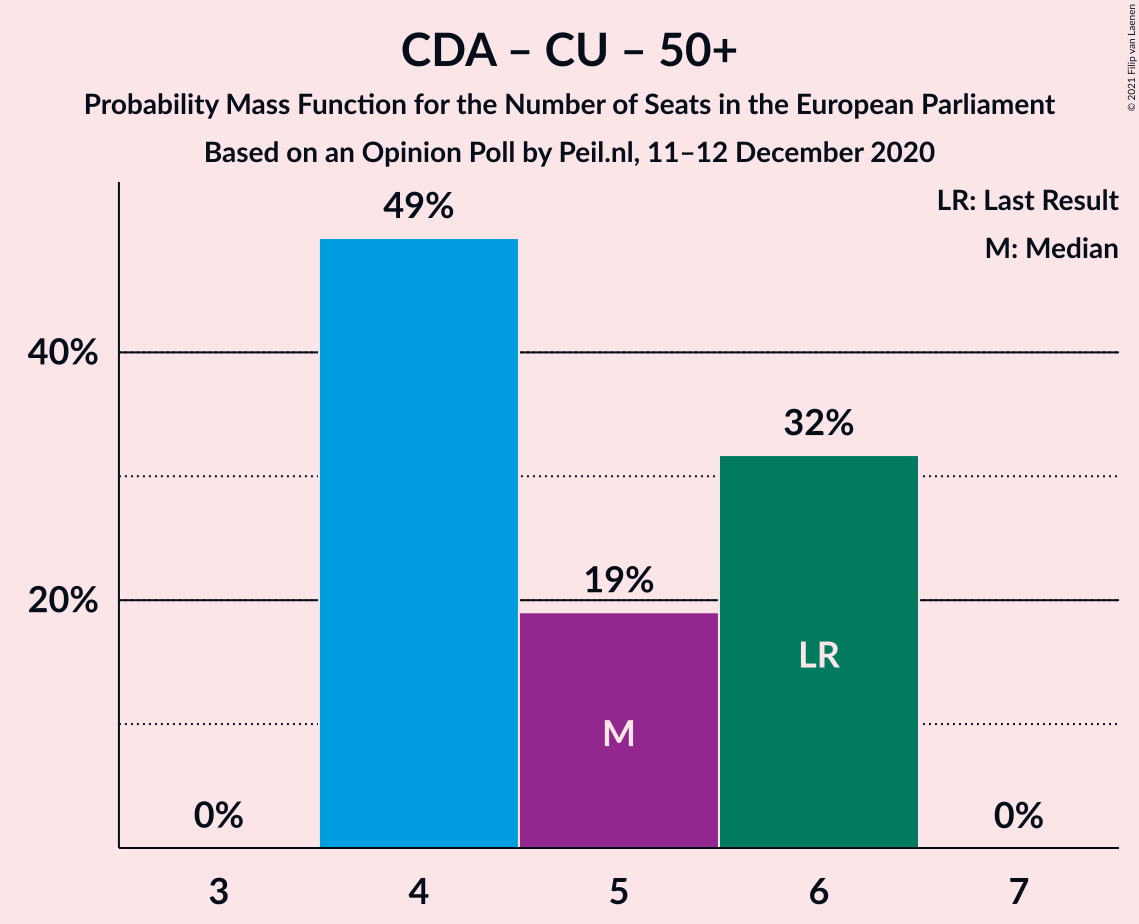 CDA – CU – 50+
Probability Mass Function for the Number of Seats in the European Parliament
Based on an Opinion Poll by Peil.nl, 11–12 December 2020
© 2021 Filip van Laenen
LR: Last Result
M: Median
49%
40%
32%
19%
20%
LR
M
0%
0%
3
4
5
6
7